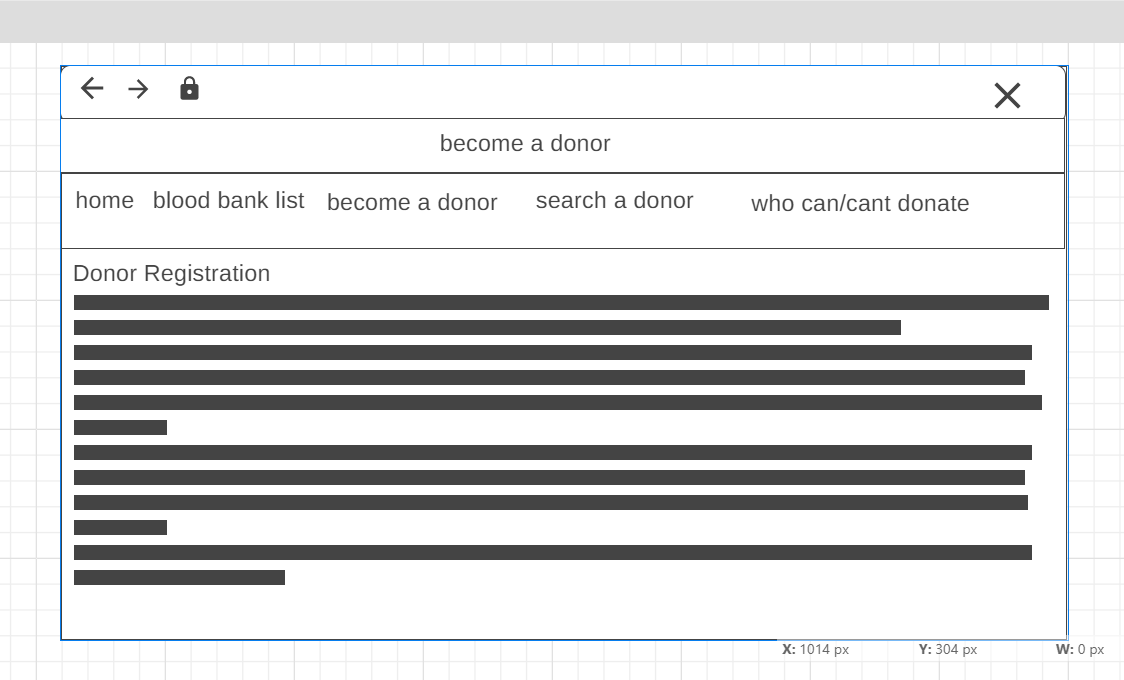 become a donor
home blood bank list become a donor search a donor who can/cant donate
Donor Registration
X: 1014 px Y: 304 px W: 0 px